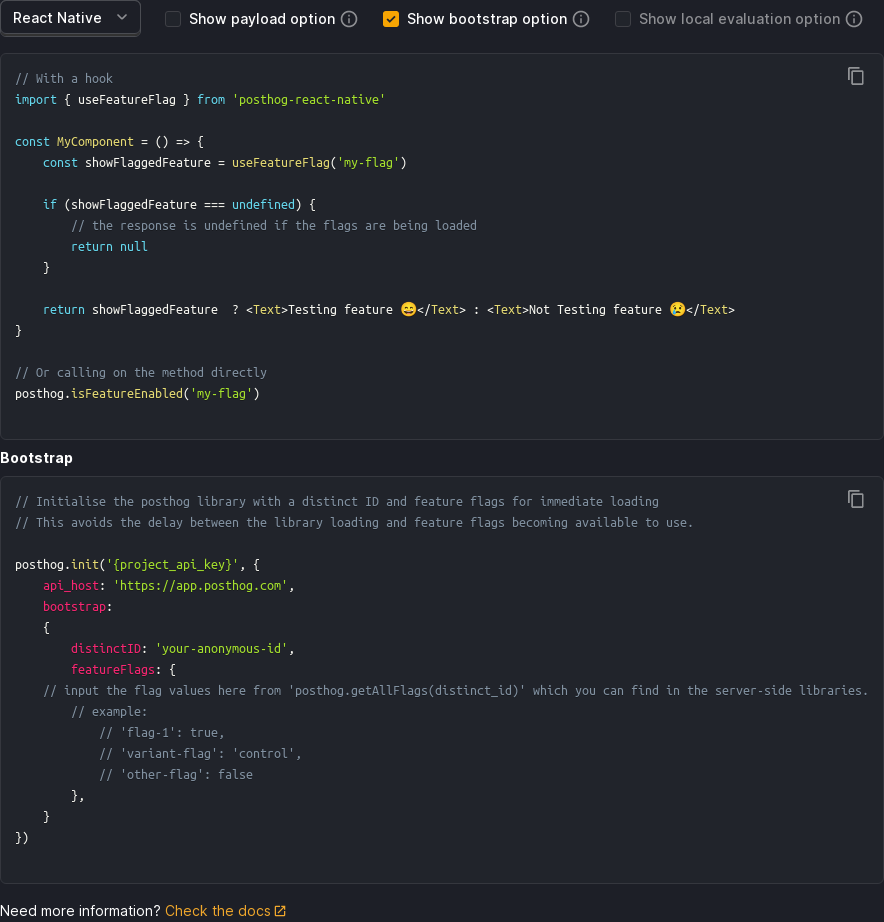 React Native Show payload option Show bootstrap option Show local evaluation option
// With a hook
import { useFeatureFlag } from 'posthog-react-native'
const MyComponent = () => {
    const showFlaggedFeature = useFeatureFlag('my-flag')
    if (showFlaggedFeature === undefined) {
        // the response is undefined if the flags are being loaded
        return null
    }
    return showFlaggedFeature  ? <Text>Testing feature 😄</Text> : <Text>Not Testing feature 😢</Text>
}
// Or calling on the method directly
posthog.isFeatureEnabled('my-flag')
Bootstrap
// Initialise the posthog library with a distinct ID and feature flags for immediate loading
// This avoids the delay between the library loading and feature flags becoming available to use.
posthog.init('{project_api_key}', {
    api_host: 'https://app.posthog.com',
    bootstrap:
    {
        distinctID: 'your-anonymous-id',
        featureFlags: {
    // input the flag values here from 'posthog.getAllFlags(distinct_id)' which you can find in the server-side libraries.
        // example:
            // 'flag-1': true,
            // 'variant-flag': 'control',
            // 'other-flag': false
        },
    }
})
Need more information? Check the docs